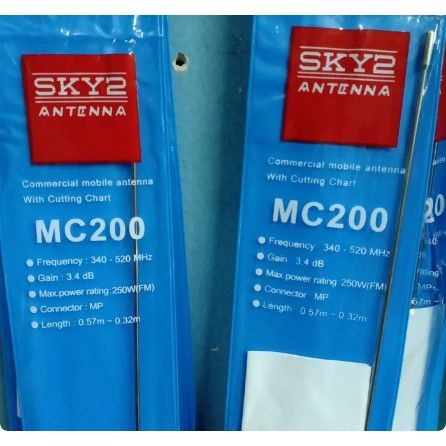 SKY2
ANTENNA
Commercial mobile antenna
With Cutting Chart
MC200
Frequency : 340 - 520 MHz
Gain : 3.4 dB
Max.power rating :250W(FM)
Connector : MP
Length : 0.57m ~ 0.32m
SKY2
ANTENNA
Commercial mobile antenna
With Cutting Chart
MC200
Frequency : 340 - 520 MHz
Gain : 3.4 dB
Max power rating :250W(FM)
Connector : MP
Length : 0.57m ~ 0.32m